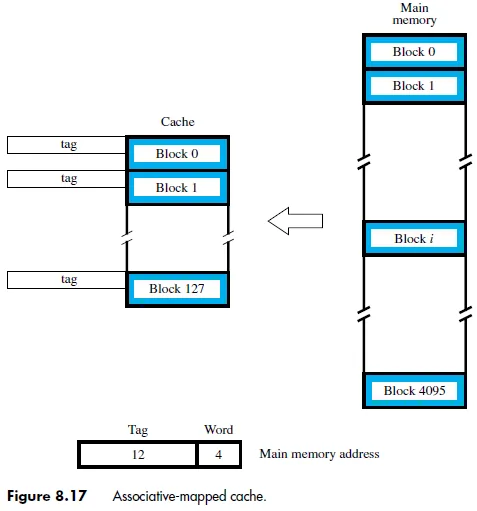 Main
memory
Block 0
Block 1
Cache
tag
Block 0
tag
Block 1
Block i
tag
Block 127
Block 4095
Tag Word
12 4 Main memory address
Figure 8.17 Associative-mapped cache.